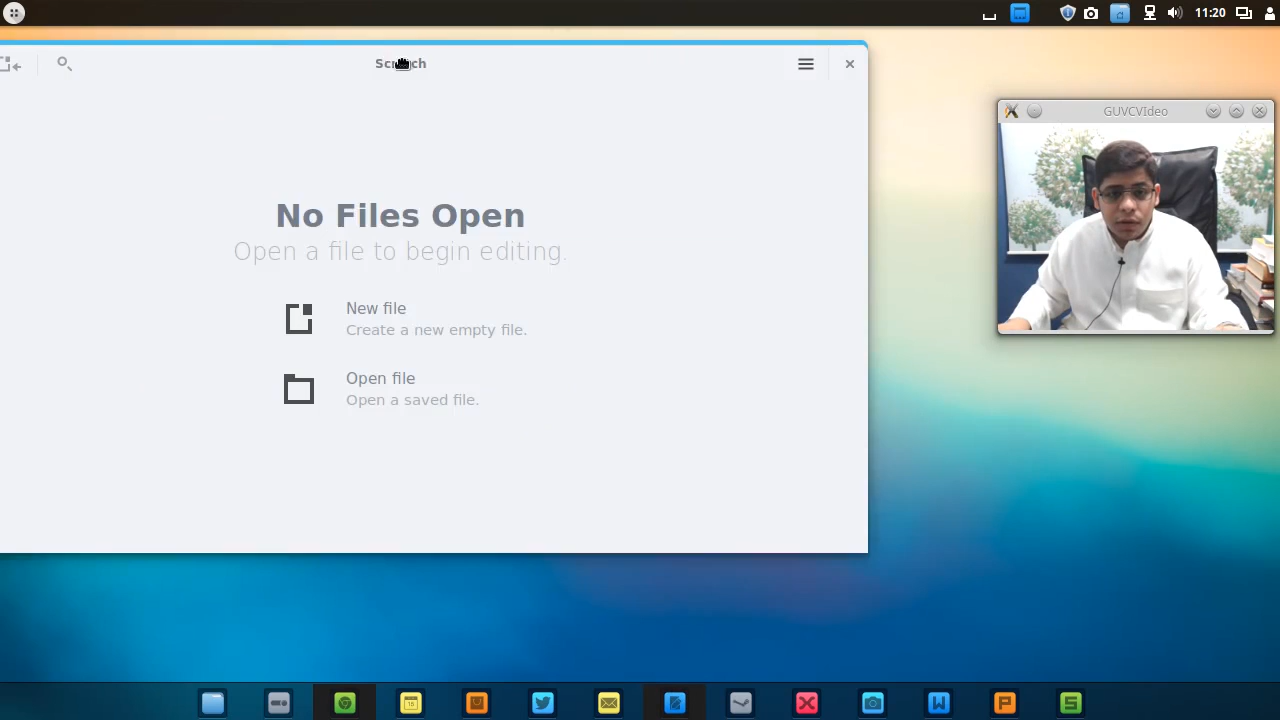 11:20
Scratch
GUVCVIdeo
No Files Open
Open a file to begin editing.
New file
Create a new empty file.
Open file
Open a saved file.
W
P
S